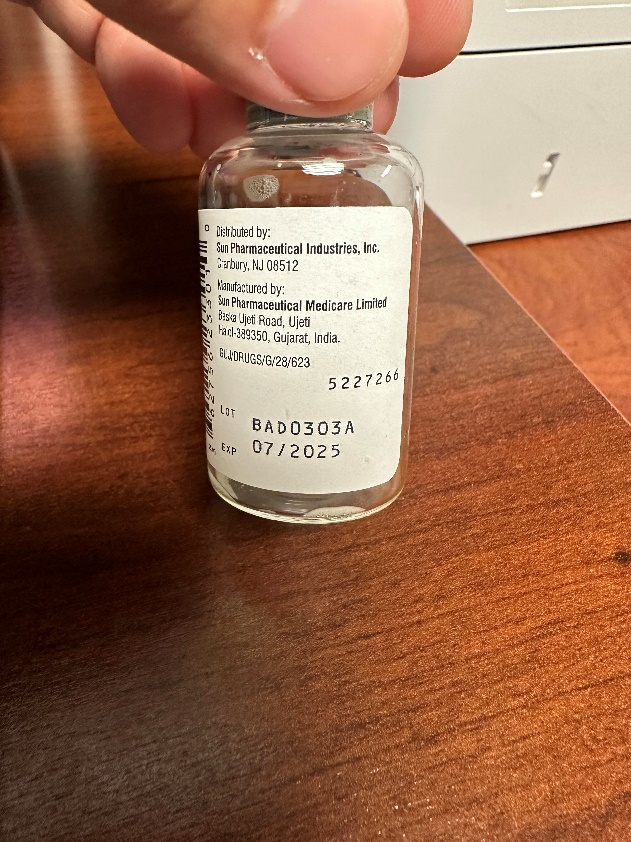 Distributed by:
Sun Pharmaceutical Industries, Inc.
Cranbury, NJ 08512
Manufactured by:
Sun Pharmaceutical Medicare Limited
Baska Ujeti Road, Ujeti
Halol-389350, Gujarat, India.
GUJ/DRUGS/G/28/623
5227266
LOT BAD0303A
EXP 07/2025